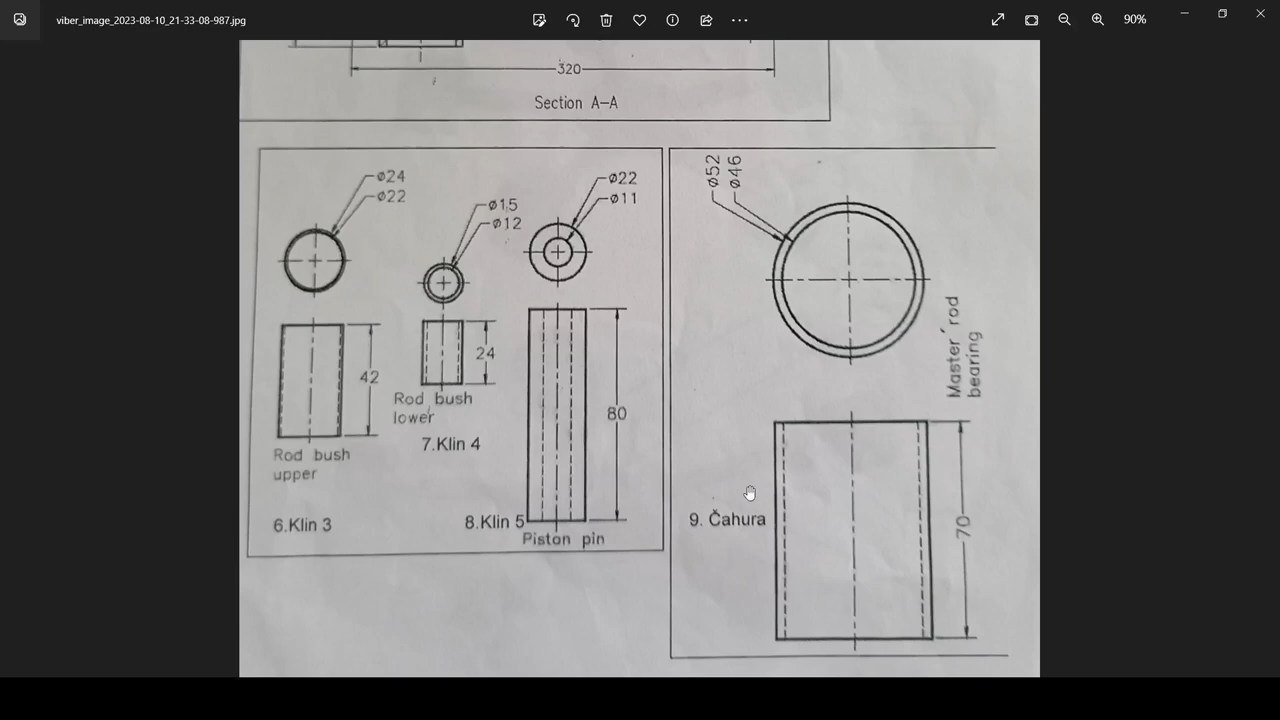 viber_image_2023-08-10_21-33-08-987.jpg
90%
320
Section A-A
ø24
ø22
ø15
ø12
ø22
ø11
ø52
ø46
42
24
80
70
Rod bush
upper
Rod bush
lower
7.Klin 4
6.Klin 3
8.Klin 5
Piston pin
9. Čahura
Master rod
bearing